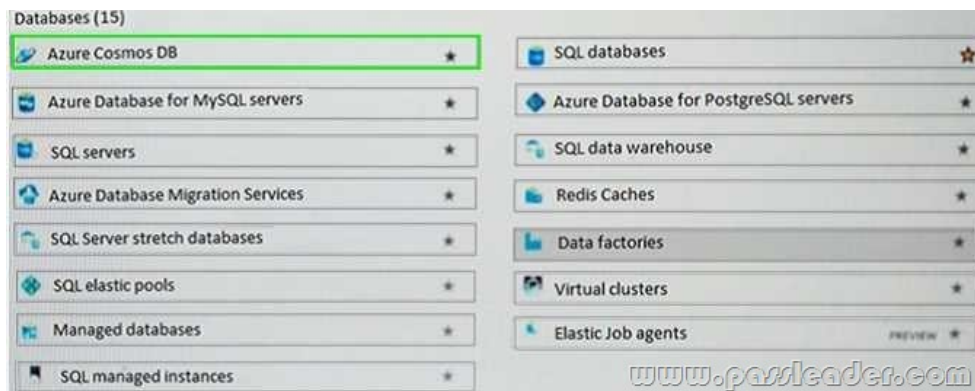 Databases (15)
Azure Cosmos DB
SQL databases
Azure Database for MySQL servers
Azure Database for PostgreSQL servers
SQL servers
SQL data warehouse
Azure Database Migration Services
Redis Caches
SQL Server stretch databases
Data factories
SQL elastic pools
Virtual clusters
Managed databases
Elastic Job agents
PREVIEW
SQL managed instances
www.passleader.com